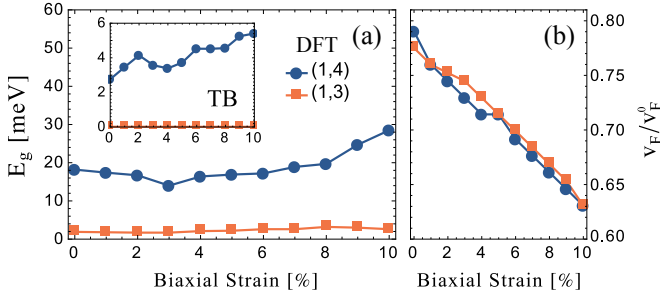 60
50
40
30
20
10
0
E_g [meV]
0 2 4 6 8 10
Biaxial Strain [%]
6
4
2
0
0 2 4 6 8 10
TB
DFT
(1,4)
(1,3)
(a)
(b)
0 2 4 6 8 10
Biaxial Strain [%]
0.80
0.75
0.70
0.65
0.60
v_F/v_F^0